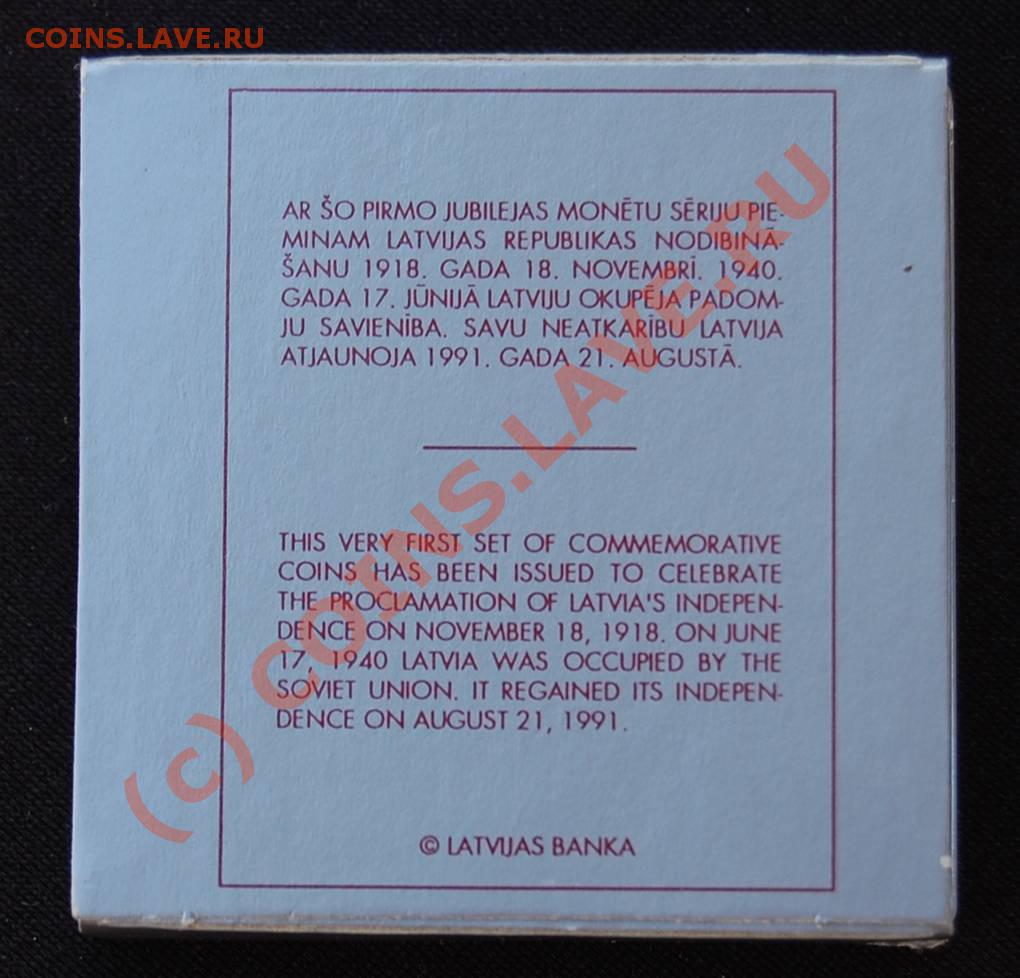 COINS.LAVE.RU
AR ŠO PIRMO JUBILEJAS MONĒTU SĒRIJU PIE-
MINAM LATVIJAS REPUBLIKAS NODIBINĀ-
ŠANU 1918. GADA 18. NOVEMBRĪ. 1940.
GADA 17. JŪNIJĀ LATVIJU OKUPĒJA PADOM-
JU SAVIENĪBA. SAVU NEATKARĪBU LATVIJA
ATJAUNOJA 1991. GADA 21. AUGUSTĀ.
THIS VERY FIRST SET OF COMMEMORATIVE
COINS HAS BEEN ISSUED TO CELEBRATE
THE PROCLAMATION OF LATVIA'S INDEPEN-
DENCE ON NOVEMBER 18, 1918. ON JUNE
17, 1940 LATVIA WAS OCCUPIED BY THE
SOVIET UNION. IT REGAINED ITS INDEPEN-
DENCE ON AUGUST 21, 1991.
© LATVIJAS BANKA
(c) COINS.LAVE.RU